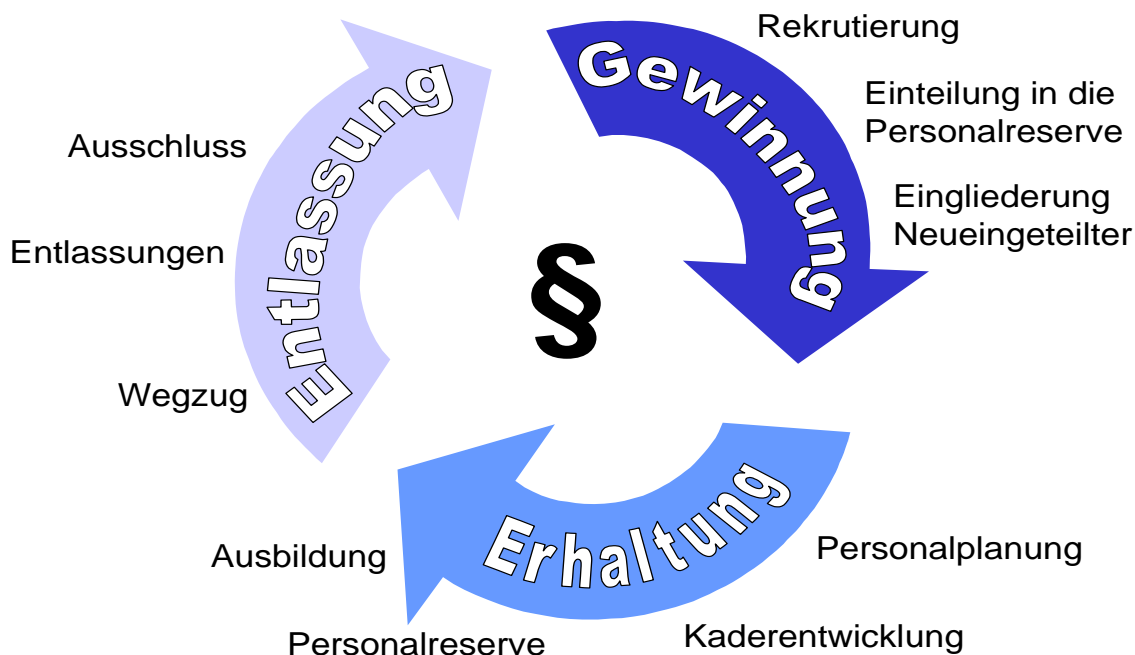 Gewinnung
Rekrutierung
Einteilung in die
Personalreserve
Eingliederung
Neueingeteilter
§
Erhaltung
Personalplanung
Kaderentwicklung
Personalreserve
Ausbildung
Entlassung
Wegzug
Entlassungen
Ausschluss